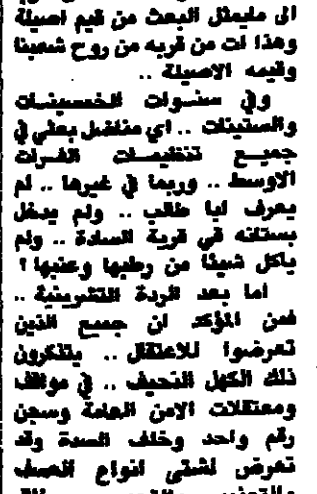 الى مايمثل البعث من قيم اصيلة
وهذا ات من قربه من روح شعبنا
وقيمه الاصيلة ..
وفي سنوات الخمسينات
والستينات .. اي مناضل بعثي في
جميع تنظيمات الفرات
الاوسط .. وربما في غيرها .. لم
يعرف ابا طالب .. ولم يدخل
بستانه في قرية السادة .. ولم
ياكل شيئا من رطبها وعنبها ؟
اما بعد الردة التشرينية ..
فمن المؤكد ان جميع الذين
تعرضوا للاعتقال .. يتذكرون
ذلك الكهل النحيف .. في مواقف
ومعتقلات الامن العامة وسجن
رقم واحد وخلف السدة وقد
تعرض لشتى انواع العسف